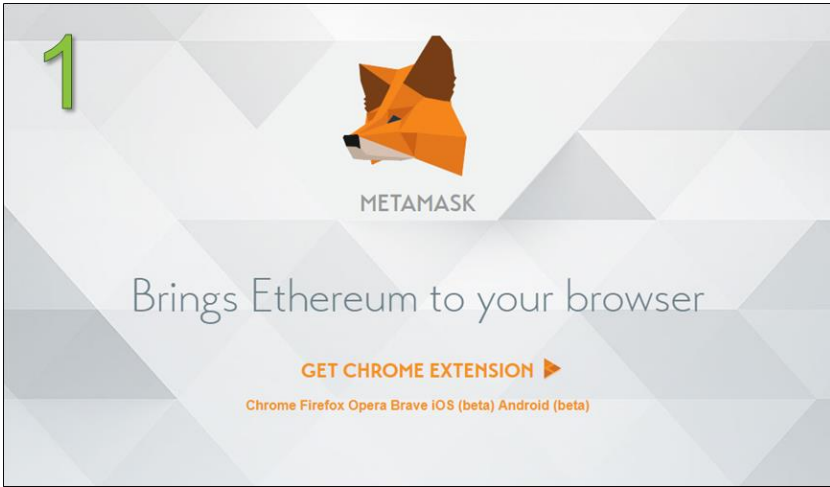 1
METAMASK
Brings Ethereum to your browser
GET CHROME EXTENSION
Chrome Firefox Opera Brave iOS (beta) Android (beta)